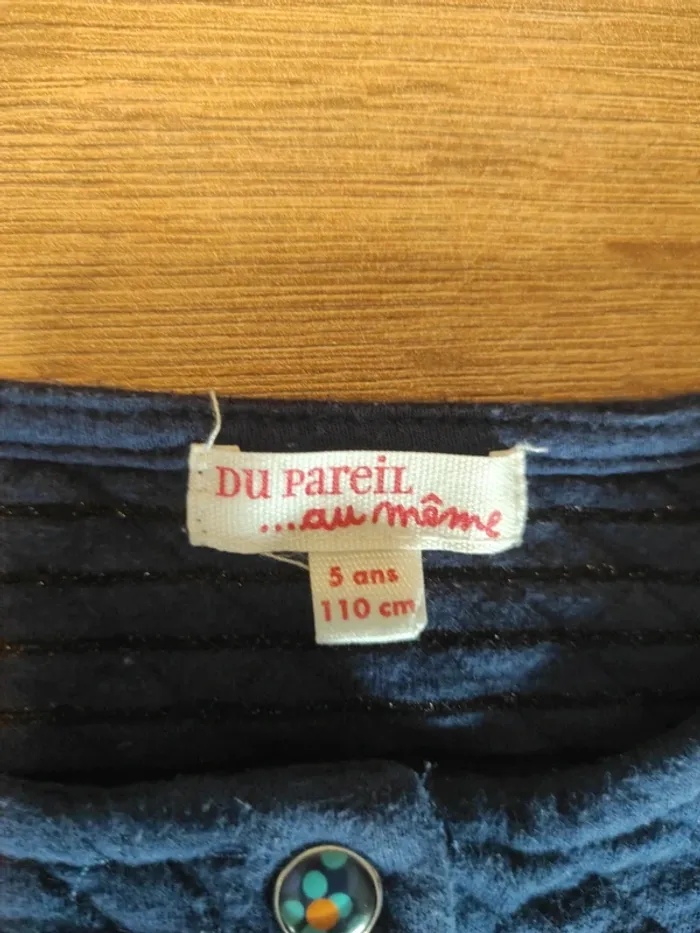 DU PAREIL
...au même
5 ans
110 cm